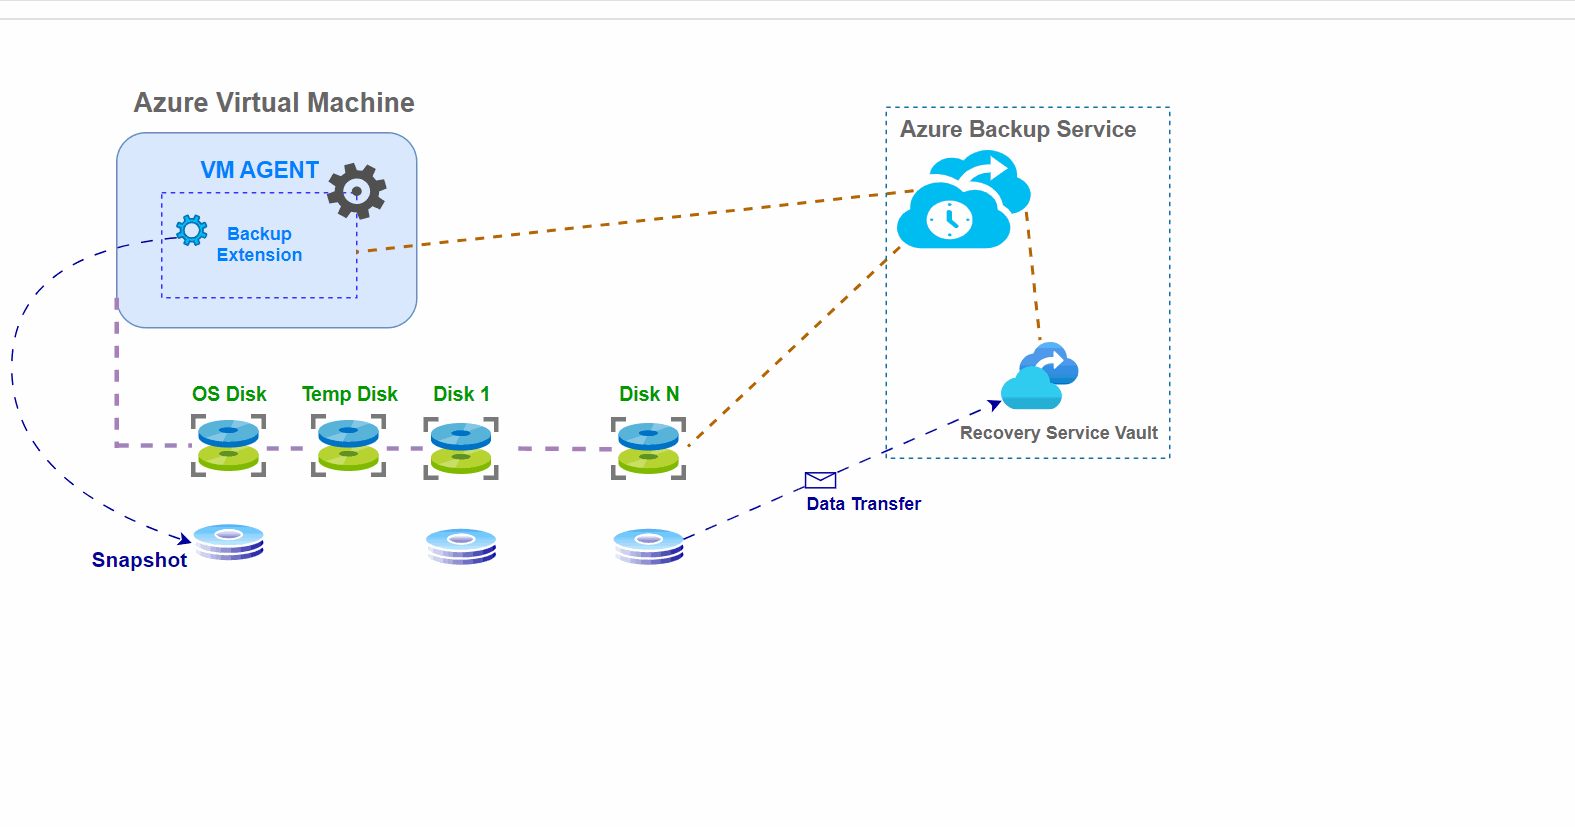 Azure Virtual Machine
Azure Backup Service
VM AGENT
Backup
Extension
OS Disk
Temp Disk
Disk 1
Disk N
Recovery Service Vault
Data Transfer
Snapshot